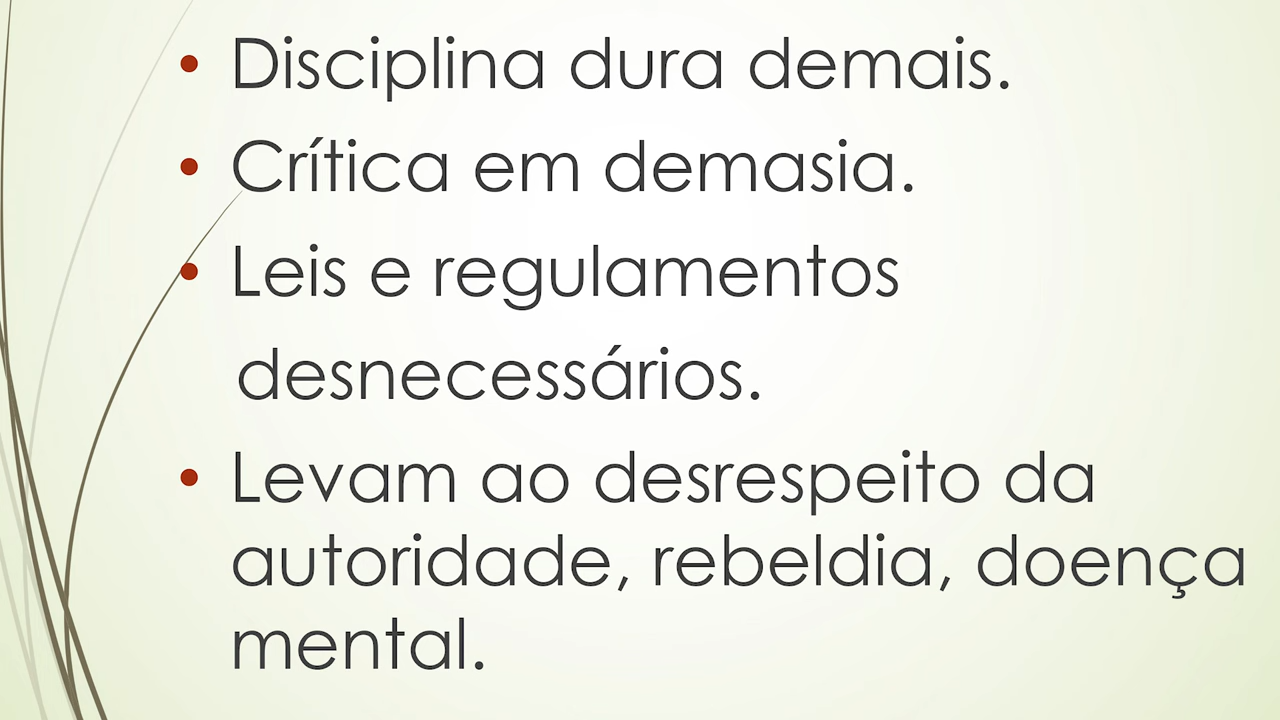 • Disciplina dura demais.
• Crítica em demasia.
• Leis e regulamentos
desnecessários.
• Levam ao desrespeito da
autoridade, rebeldia, doença
mental.